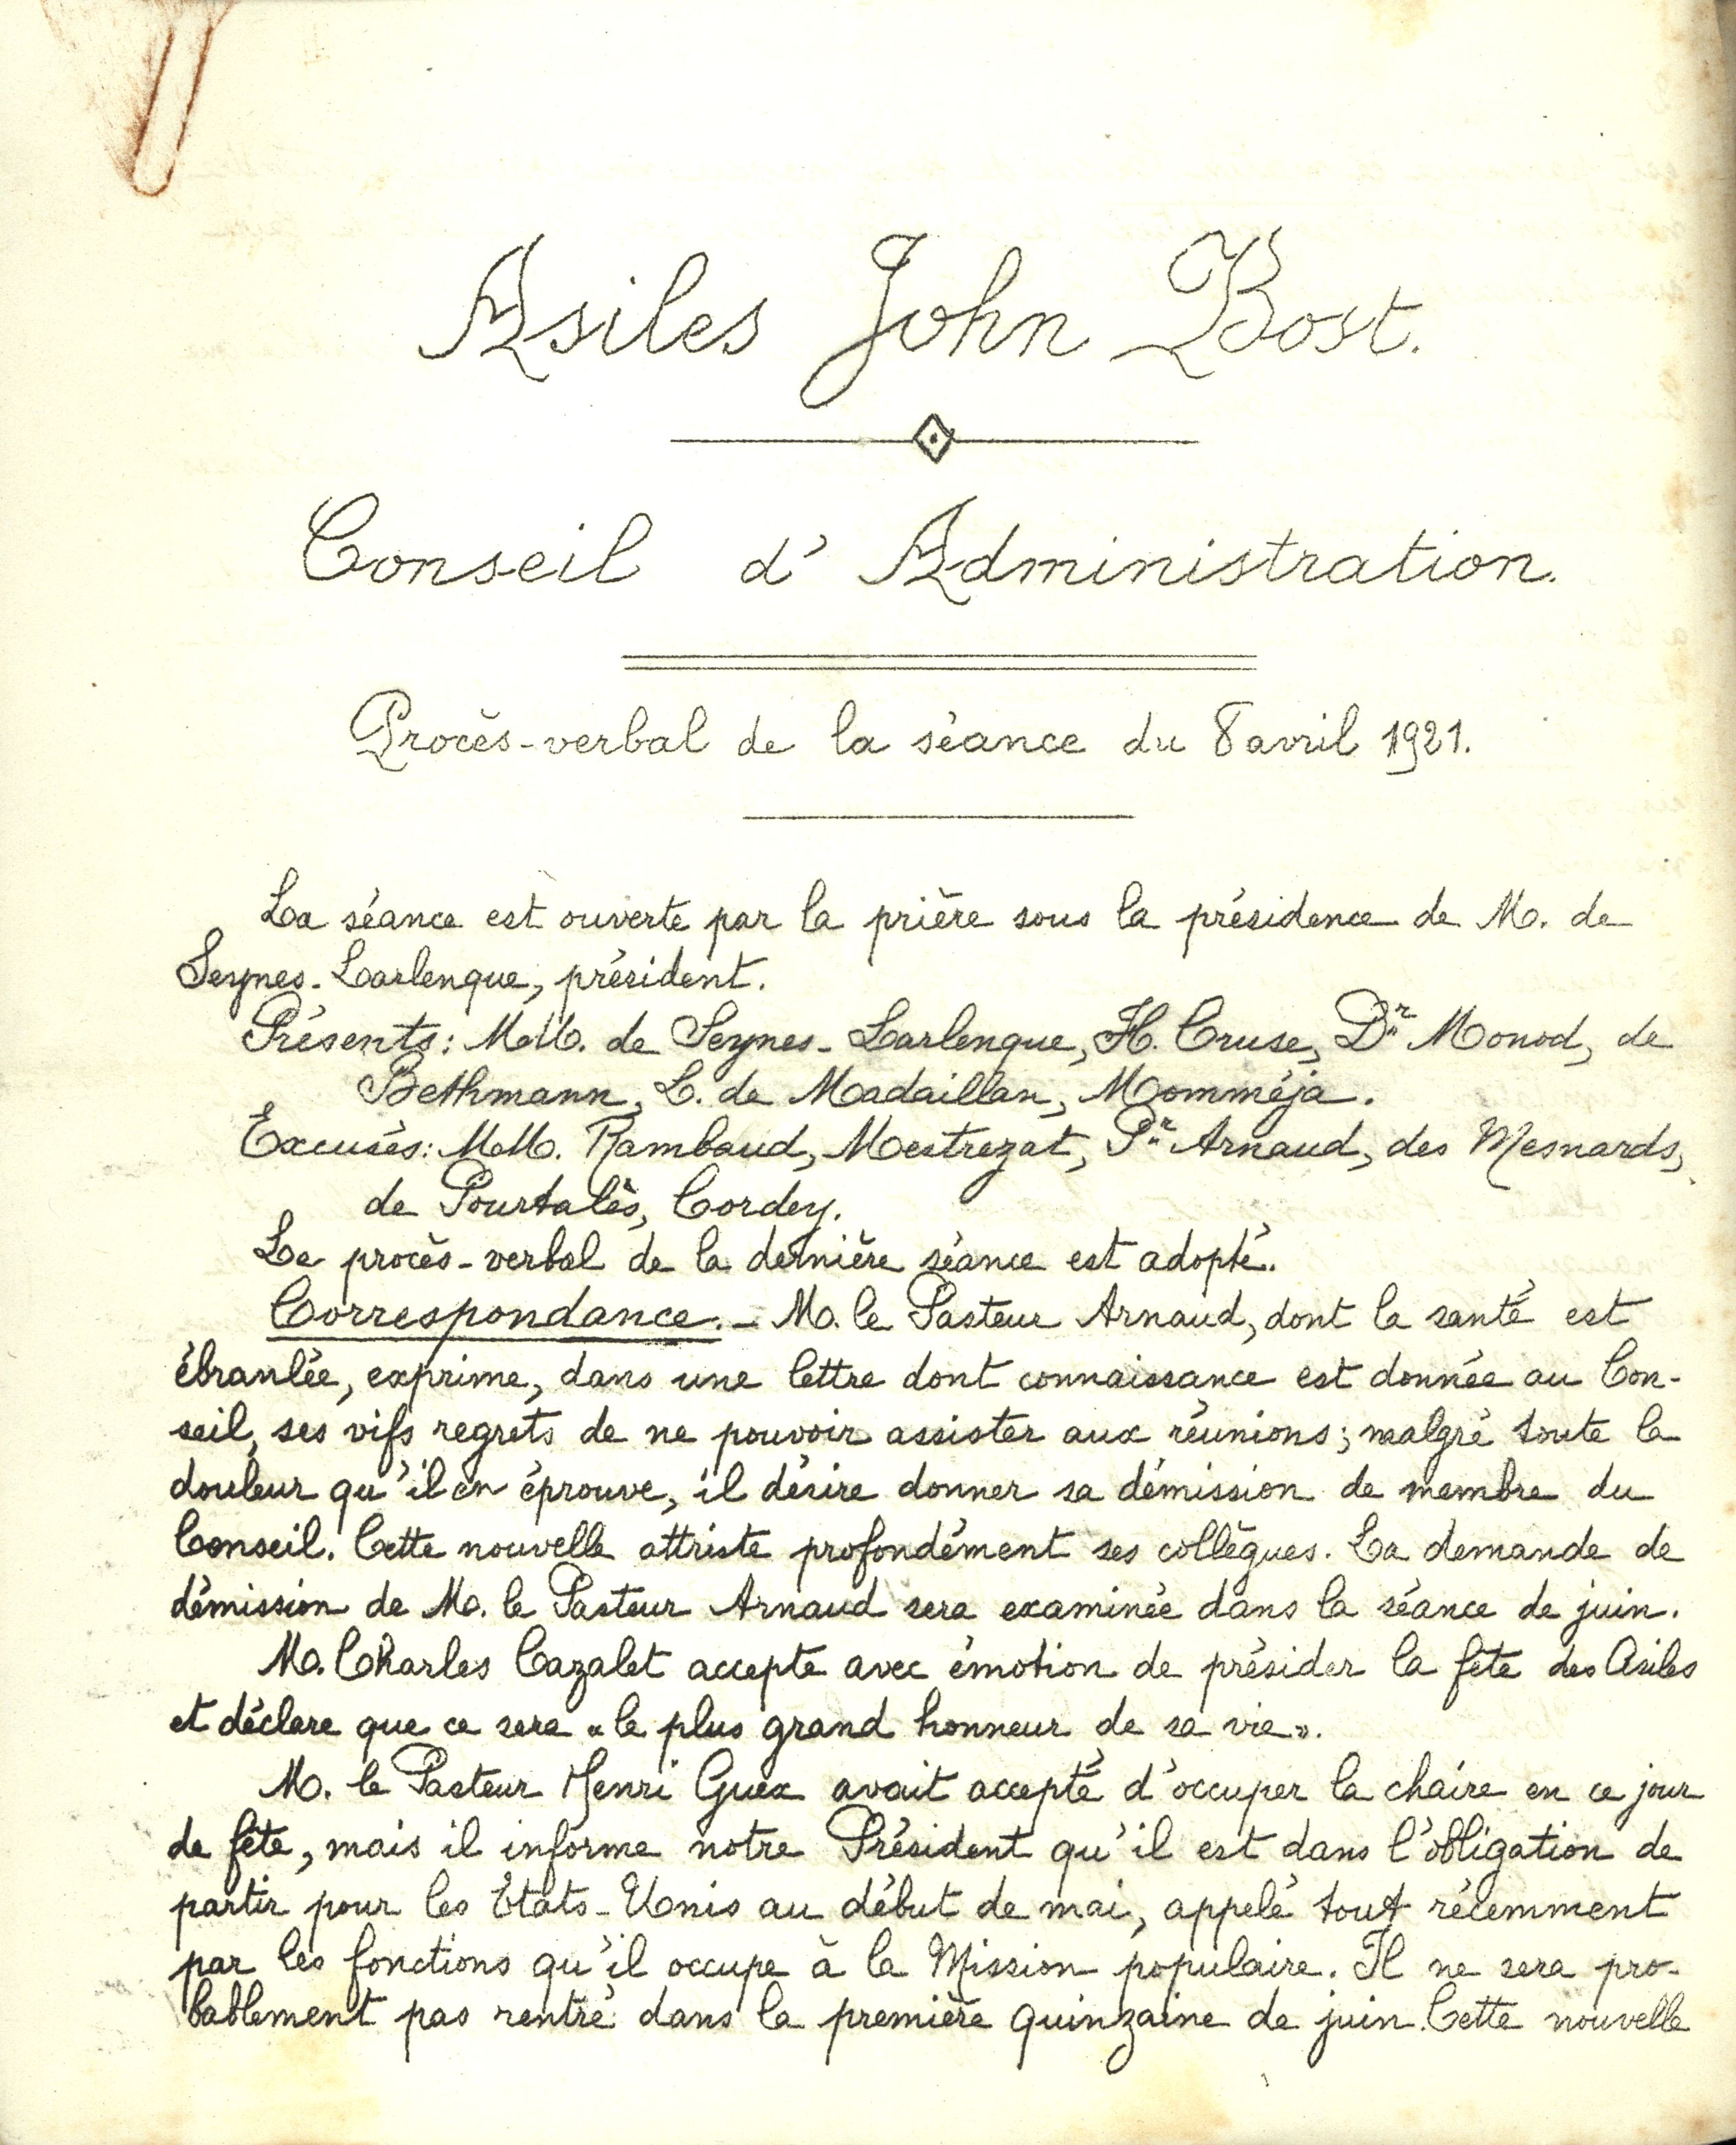 Asiles John Bost.
Conseil d'Administration.
Procès-verbal de la séance du 8 avril 1921.
La séance est ouverte par la prière sous la présidence de M. de
Seynes-Larlenque, président.
Présents: MM. de Seynes-Larlenque, H. Cruse, Dr Monod, de
Bethmann, L. de Madaillan, Momméja.
Excusés: MM. Rambaud, Mestrezat, Pr Arnaud, des Mesnards,
de Pourtalès, Cordey.
Le procès-verbal de la dernière séance est adopté.
Correspondance. - M. le Pasteur Arnaud, dont la santé est
ébranlée, exprime, dans une lettre dont connaissance est donnée au Con-
seil, ses vifs regrets de ne pouvoir assister aux réunions; malgré toute la
douleur qu'il en éprouve, il désire donner sa démission de membre du
Conseil. Cette nouvelle attriste profondément ses collègues. La demande de
démission de M. le Pasteur Arnaud sera examinée dans la séance de juin.
M. Charles Cazalet accepte avec émotion de présider la fête des Asiles
et déclare que ce sera «le plus grand honneur de sa vie».
M. le Pasteur Henri Guex avait accepté d'occuper la chaire en ce jour
de fête, mais il informe notre Président qu'il est dans l'obligation de
partir pour les Etats-Unis au début de mai, appelé tout récemment
par les fonctions qu'il occupe à la Mission populaire. Il ne sera pro-
bablement pas rentré dans la première quinzaine de juin. Cette nouvelle